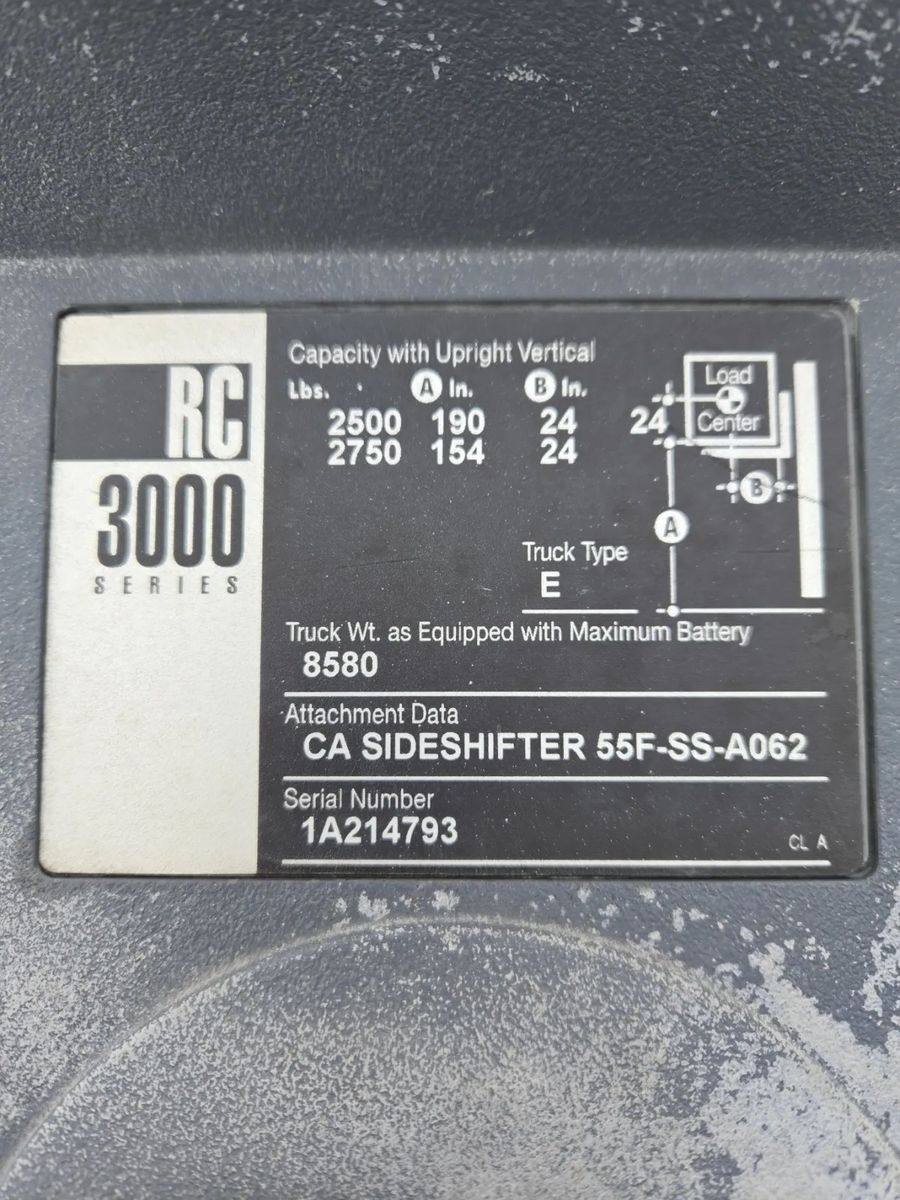 RC
3000
SERIES
Capacity with Upright Vertical
Lbs. A In. B In.
2500 190 24
2750 154 24
24
Load
Center
B
A
Truck Type
E
Truck Wt. as Equipped with Maximum Battery
8580
Attachment Data
CA SIDESHIFTER 55F-SS-A062
Serial Number
1A214793
CL A